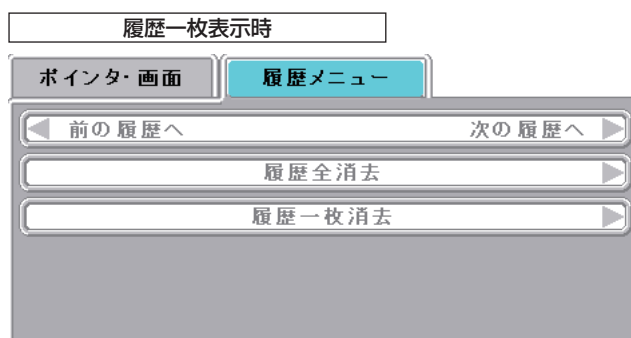 履歴一枚表示時
ポインタ・画面 履歴メニュー
前の履歴へ 次の履歴へ
履歴全消去
履歴一枚消去